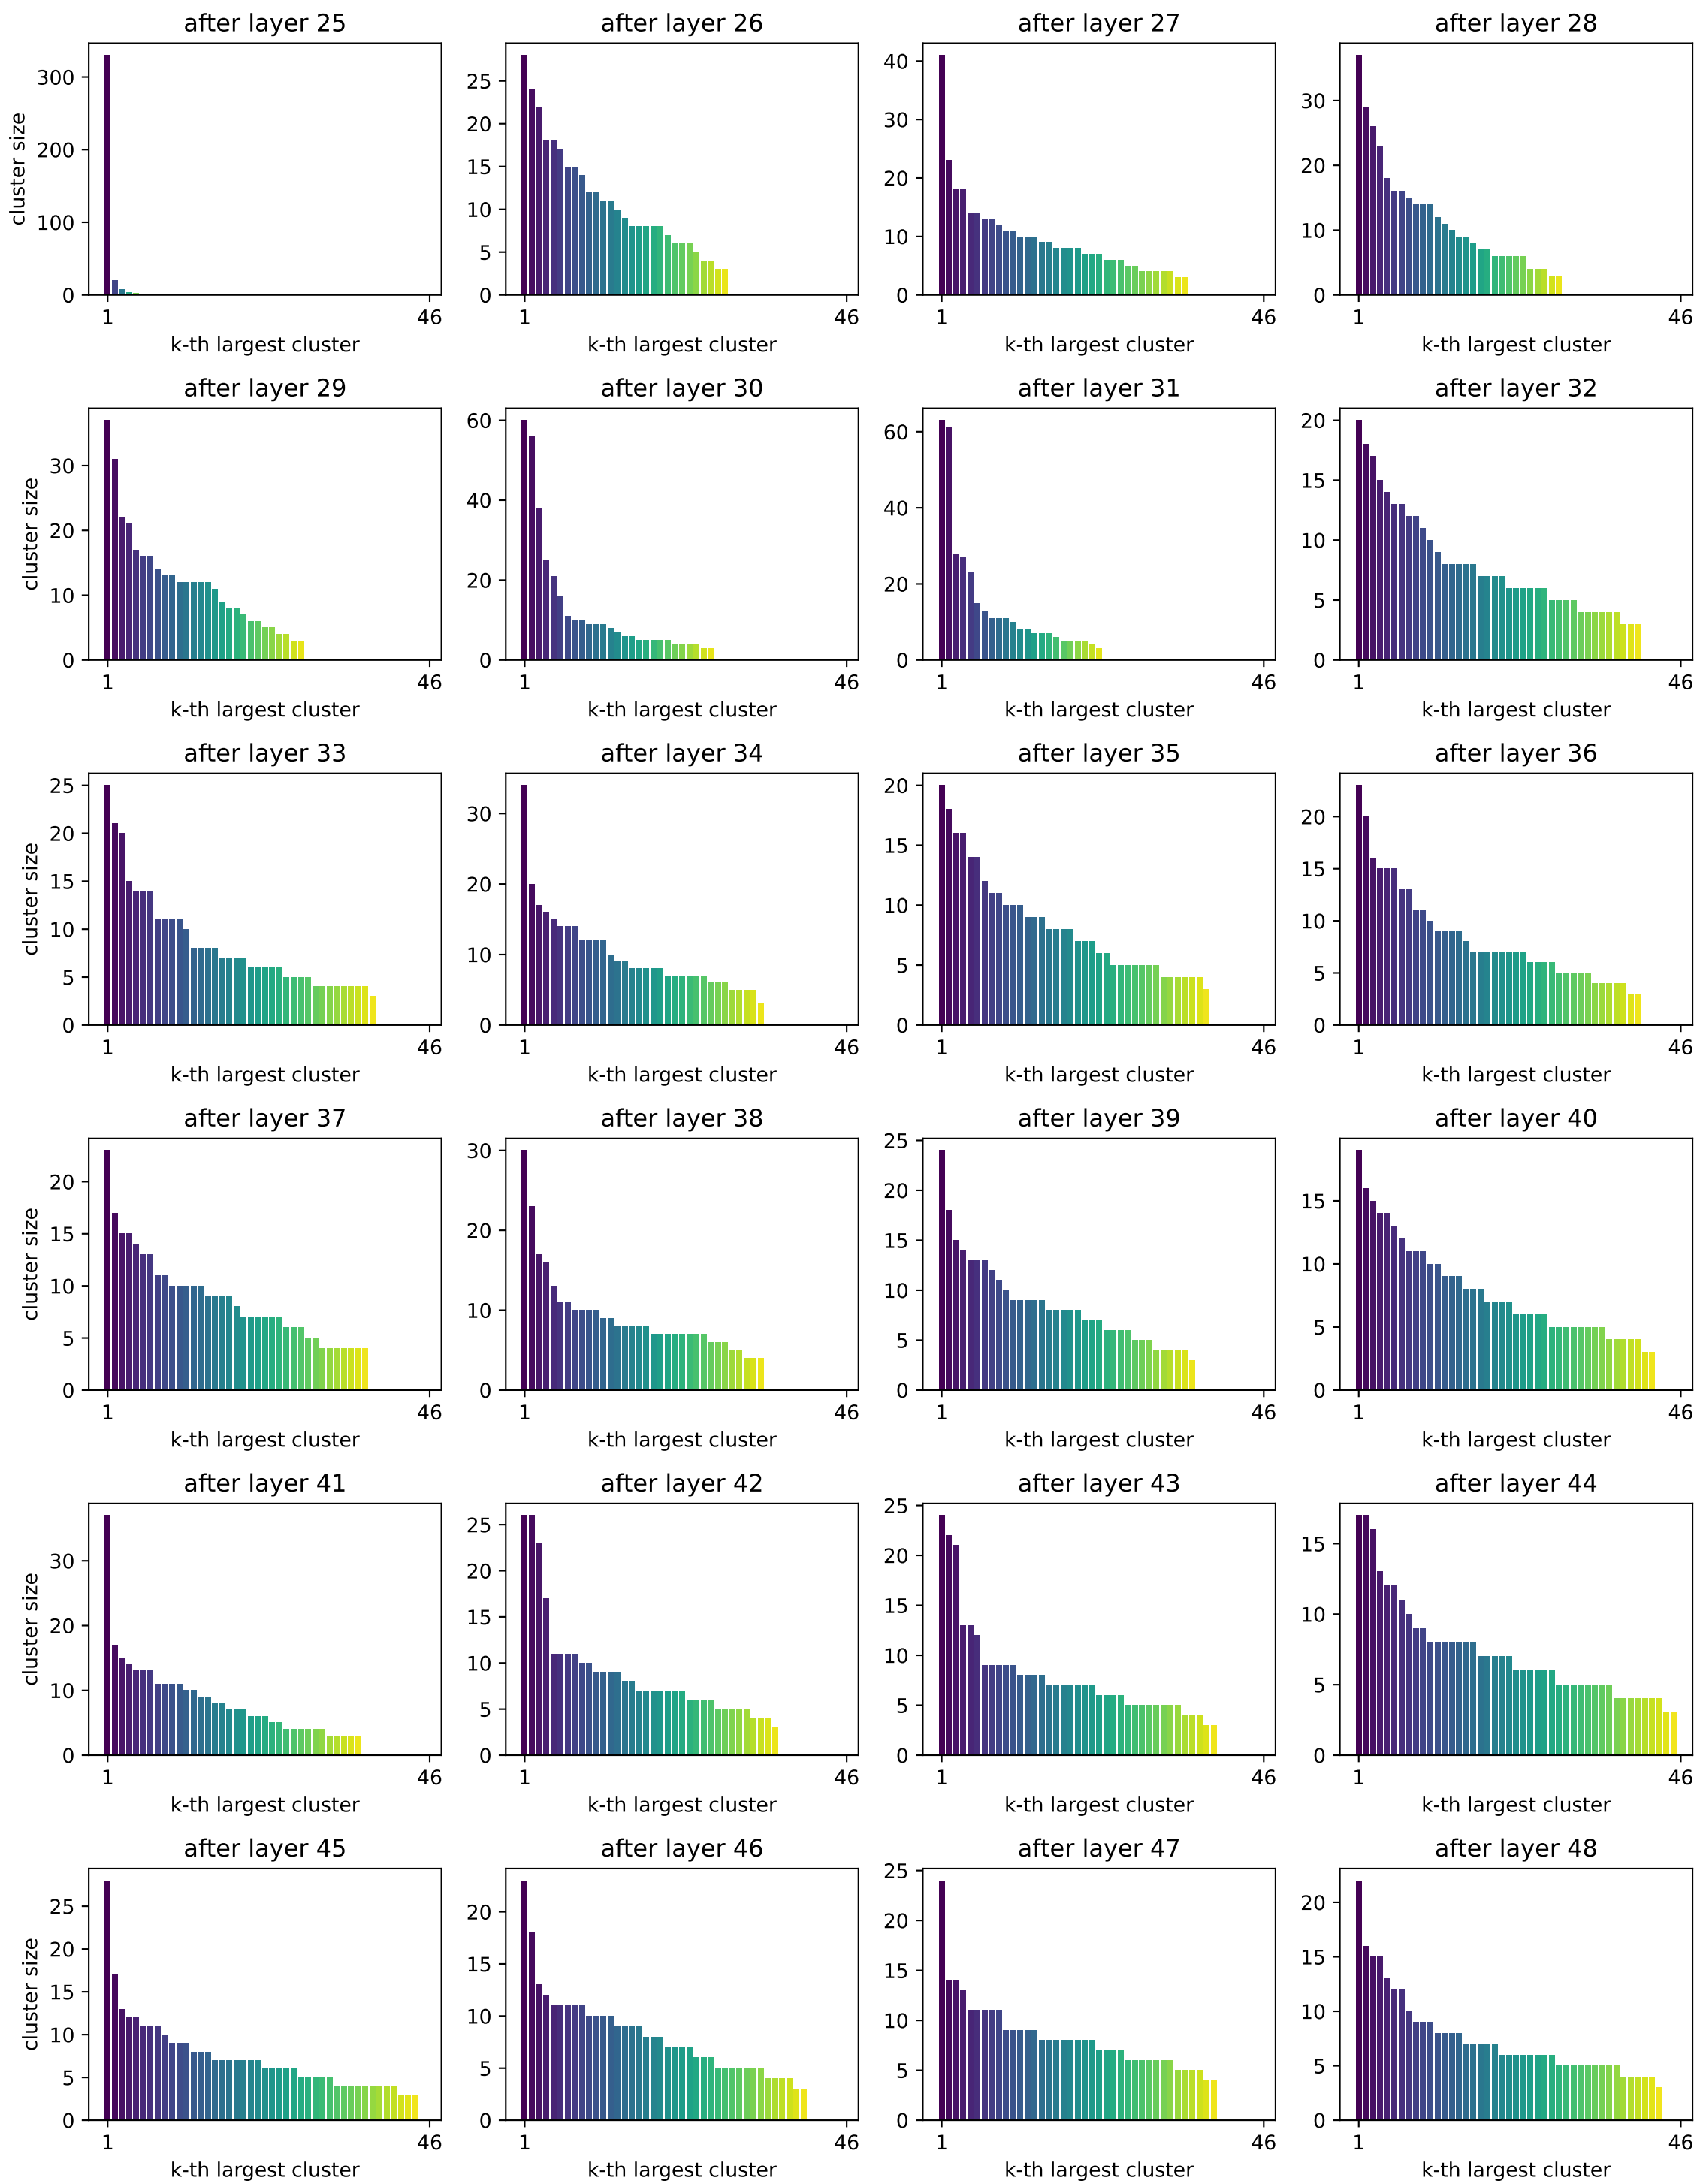 after layer 25
after layer 26
after layer 27
after layer 28
cluster size
300
200
100
0
25
20
15
10
5
0
40
30
20
10
0
30
20
10
0
1 46
1 46
1 46
1 46
k-th largest cluster
k-th largest cluster
k-th largest cluster
k-th largest cluster
after layer 29
after layer 30
after layer 31
after layer 32
cluster size
30
20
10
0
60
40
20
0
60
40
20
0
20
15
10
5
0
1 46
1 46
1 46
1 46
k-th largest cluster
k-th largest cluster
k-th largest cluster
k-th largest cluster
after layer 33
after layer 34
after layer 35
after layer 36
cluster size
25
20
15
10
5
0
30
20
10
0
20
15
10
5
0
20
15
10
5
0
1 46
1 46
1 46
1 46
k-th largest cluster
k-th largest cluster
k-th largest cluster
k-th largest cluster
after layer 37
after layer 38
after layer 39
after layer 40
cluster size
20
15
10
5
0
30
20
10
0
25
20
15
10
5
0
15
10
5
0
1 46
1 46
1 46
1 46
k-th largest cluster
k-th largest cluster
k-th largest cluster
k-th largest cluster
after layer 41
after layer 42
after layer 43
after layer 44
cluster size
30
20
10
0
25
20
15
10
5
0
25
20
15
10
5
0
15
10
5
0
1 46
1 46
1 46
1 46
k-th largest cluster
k-th largest cluster
k-th largest cluster
k-th largest cluster
after layer 45
after layer 46
after layer 47
after layer 48
cluster size
25
20
15
10
5
0
20
15
10
5
0
25
20
15
10
5
0
20
15
10
5
0
1 46
1 46
1 46
1 46
k-th largest cluster
k-th largest cluster
k-th largest cluster
k-th largest cluster